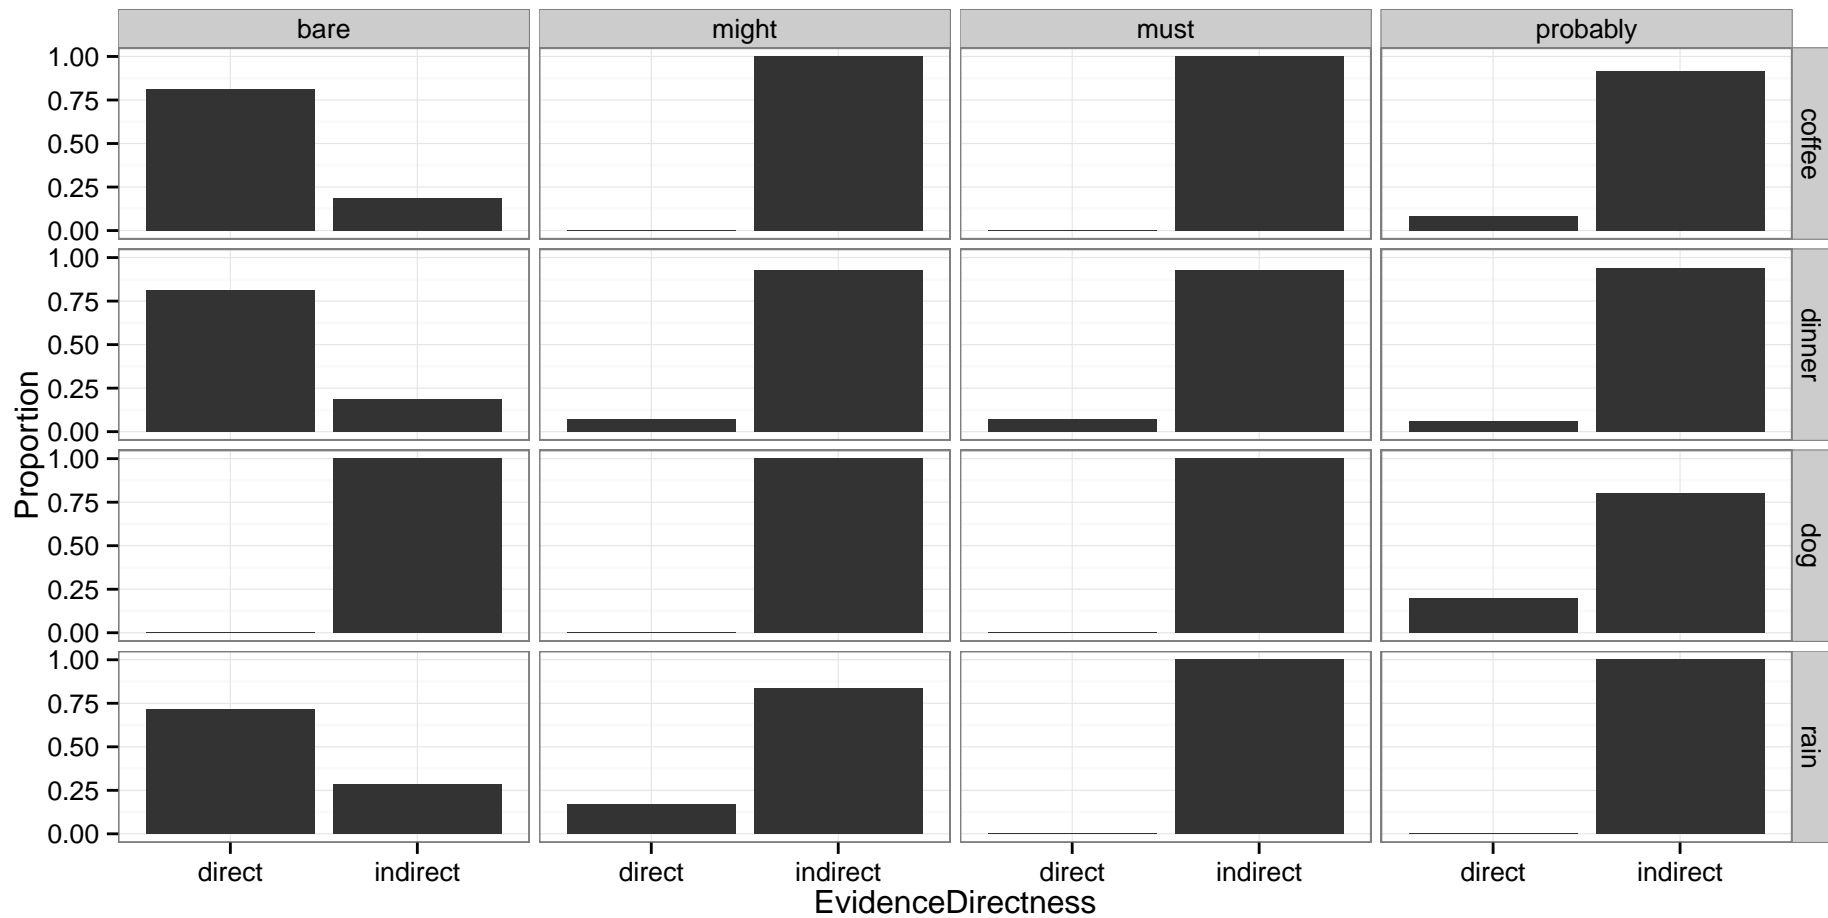 bare might must probably
1.00
0.75
0.50
0.25
0.00
coffee
1.00
0.75
0.50
0.25
0.00
dinner
1.00
0.75
0.50
0.25
0.00
dog
1.00
0.75
0.50
0.25
0.00
rain
Proportion
direct indirect direct indirect direct indirect direct indirect
EvidenceDirectness